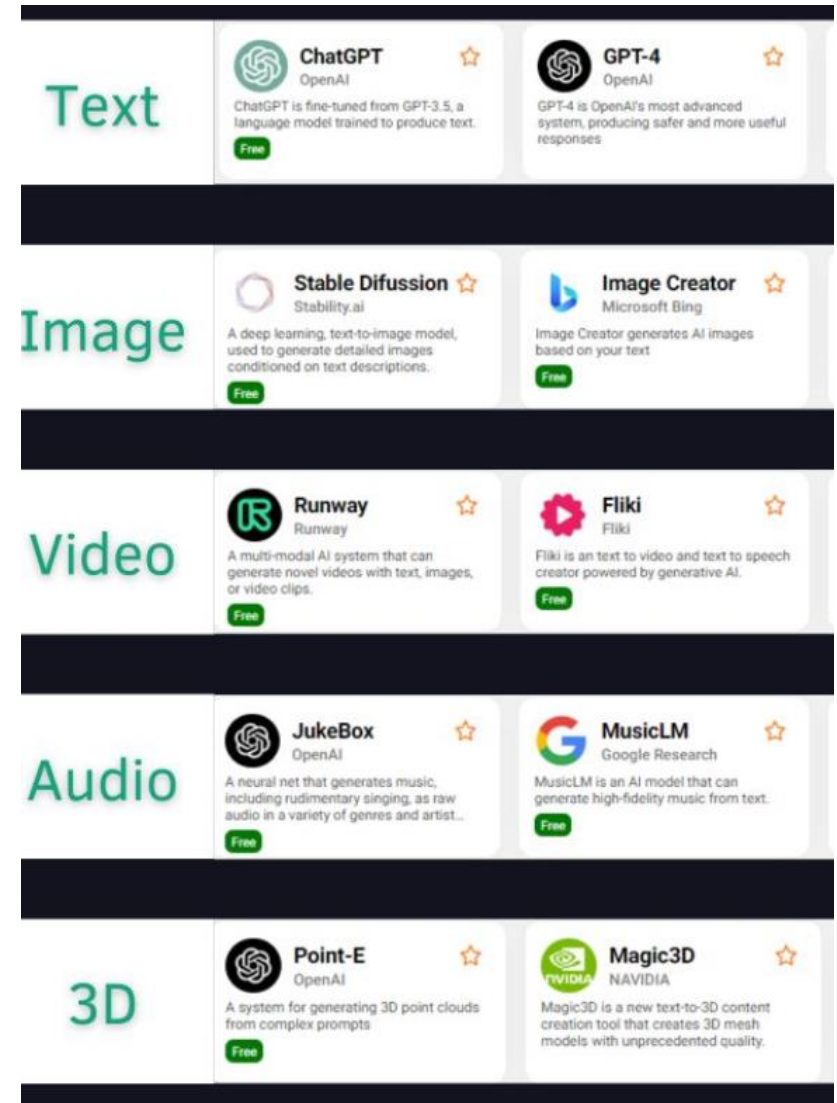 Text
ChatGPT
OpenAI
ChatGPT is fine-tuned from GPT-3.5, a
language model trained to produce text.
Free
GPT-4
OpenAI
GPT-4 is OpenAI's most advanced
system, producing safer and more useful
responses
Image
Stable Difussion
Stability.ai
A deep learning, text-to-image model,
used to generate detailed images
conditioned on text descriptions.
Free
Image Creator
Microsoft Bing
Image Creator generates AI images
based on your text
Free
Video
Runway
Runway
A multi-modal AI system that can
generate novel videos with text, images,
or video clips.
Free
Fliki
Fliki
Fliki is an text to video and text to speech
creator powered by generative AI.
Free
Audio
JukeBox
OpenAI
A neural net that generates music,
including rudimentary singing, as raw
audio in a variety of genres and artist...
Free
MusicLM
Google Research
MusicLM is an AI model that can
generate high-fidelity music from text.
Free
3D
Point-E
OpenAI
A system for generating 3D point clouds
from complex prompts
Free
NVIDIA
Magic3D
NAVIDIA
Magic3D is a new text-to-3D content
creation tool that creates 3D mesh
models with unprecedented quality.